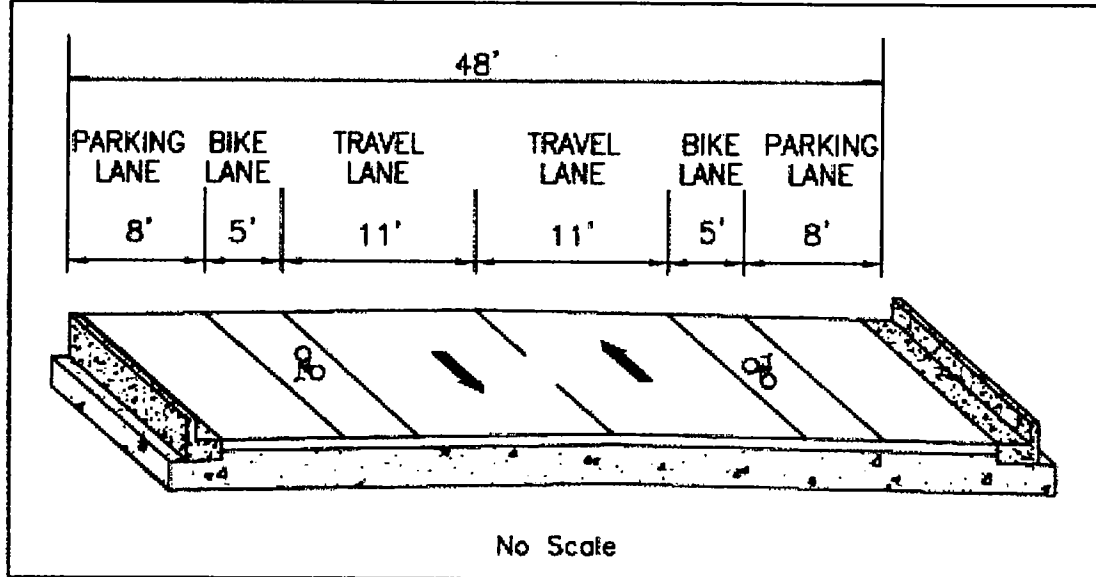 48'
PARKING LANE
BIKE LANE
TRAVEL LANE
TRAVEL LANE
BIKE LANE
PARKING LANE
8' 5' 11' 11' 5' 8'
No Scale